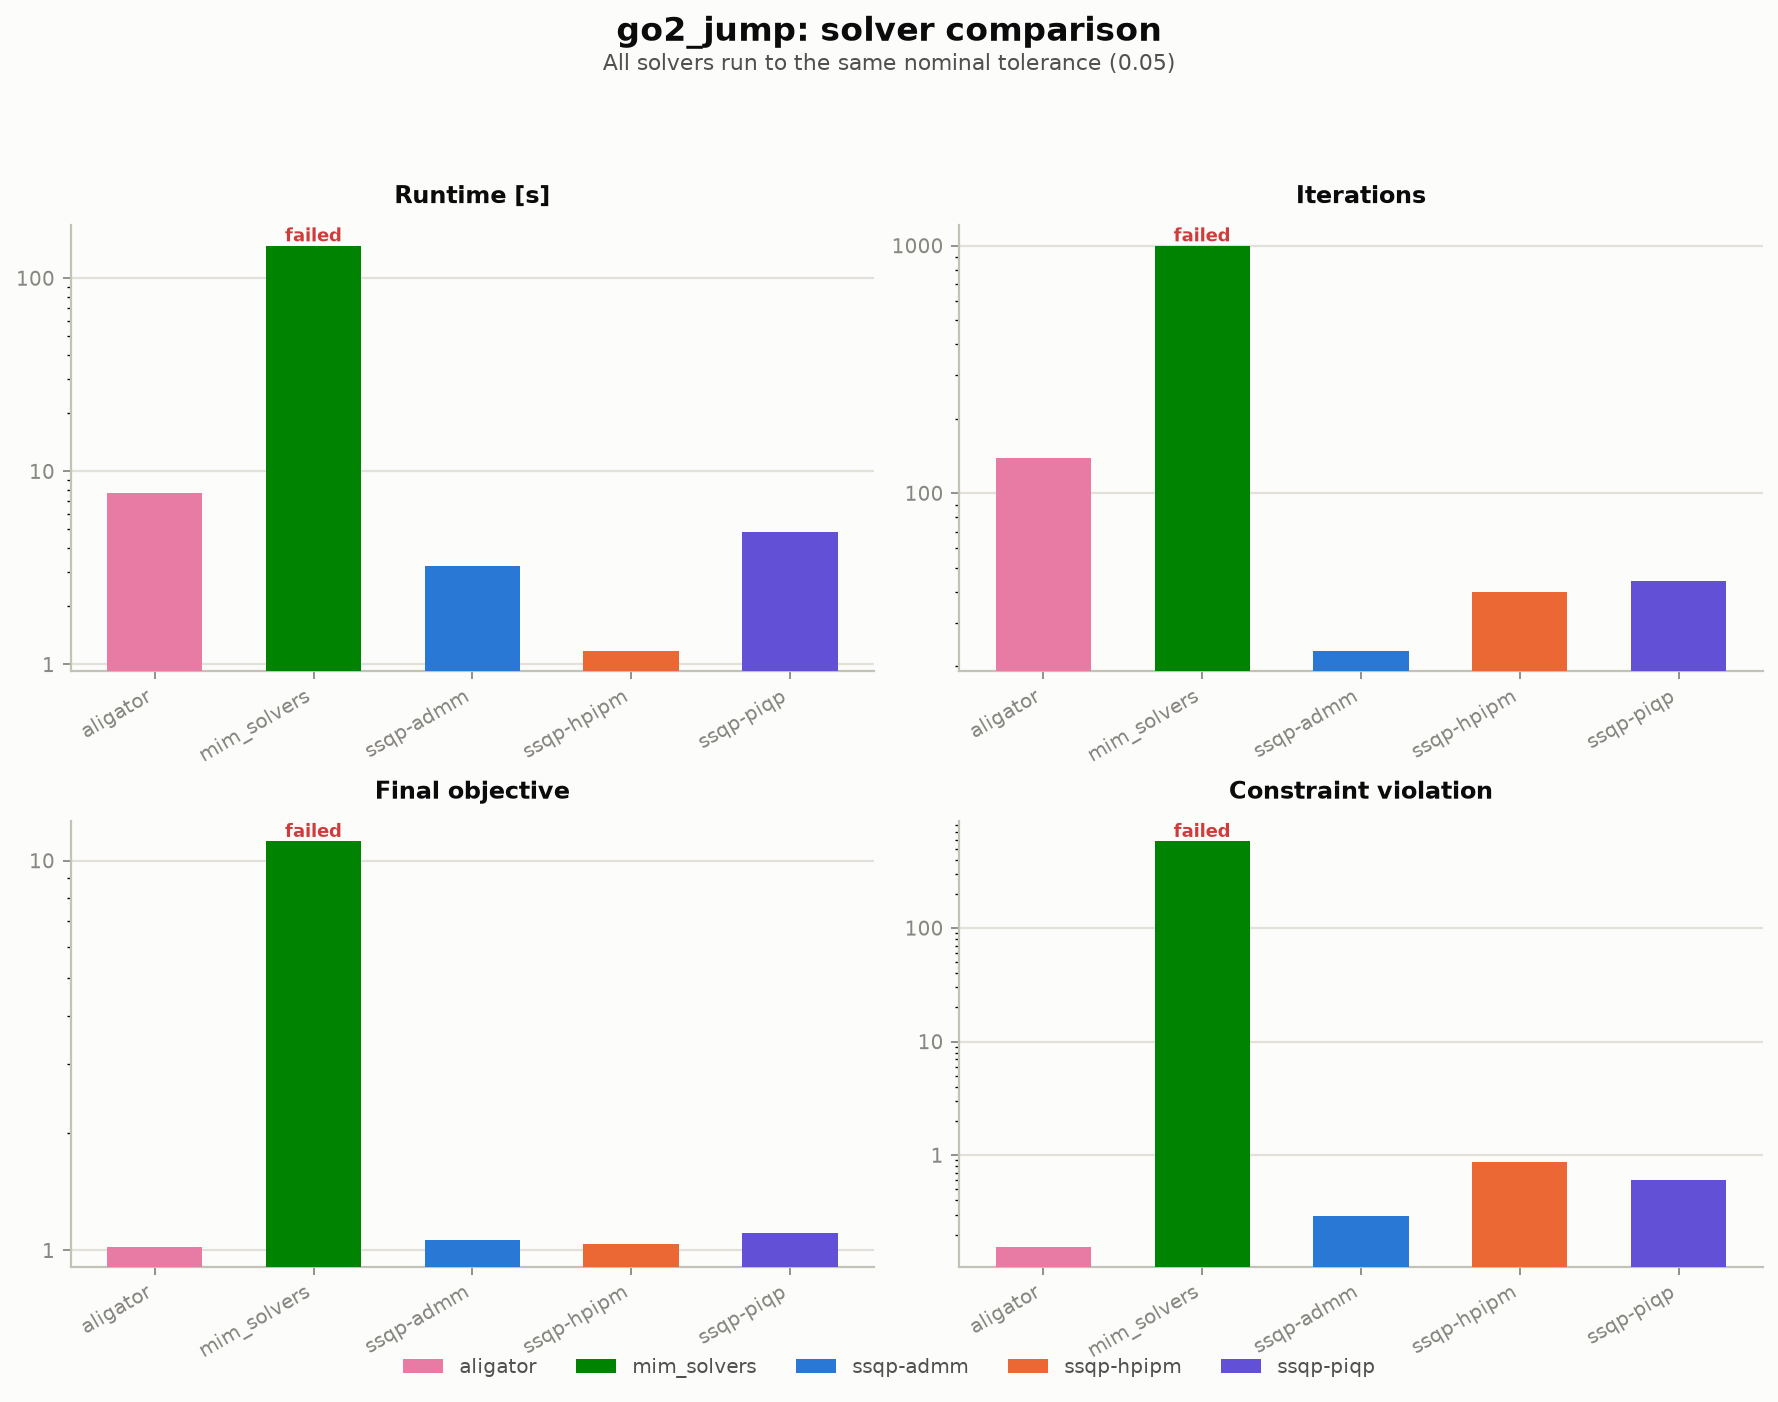 go2_jump: solver comparison
All solvers run to the same nominal tolerance (0.05)
Runtime [s]
failed
100
10
1
aligator
mim_solvers
ssqp-admm
ssqp-hpipm
ssqp-piqp
Iterations
failed
1000
100
aligator
mim_solvers
ssqp-admm
ssqp-hpipm
ssqp-piqp
Final objective
failed
10
1
aligator
mim_solvers
ssqp-admm
ssqp-hpipm
ssqp-piqp
Constraint violation
failed
100
10
1
aligator
mim_solvers
ssqp-admm
ssqp-hpipm
ssqp-piqp
aligator mim_solvers ssqp-admm ssqp-hpipm ssqp-piqp